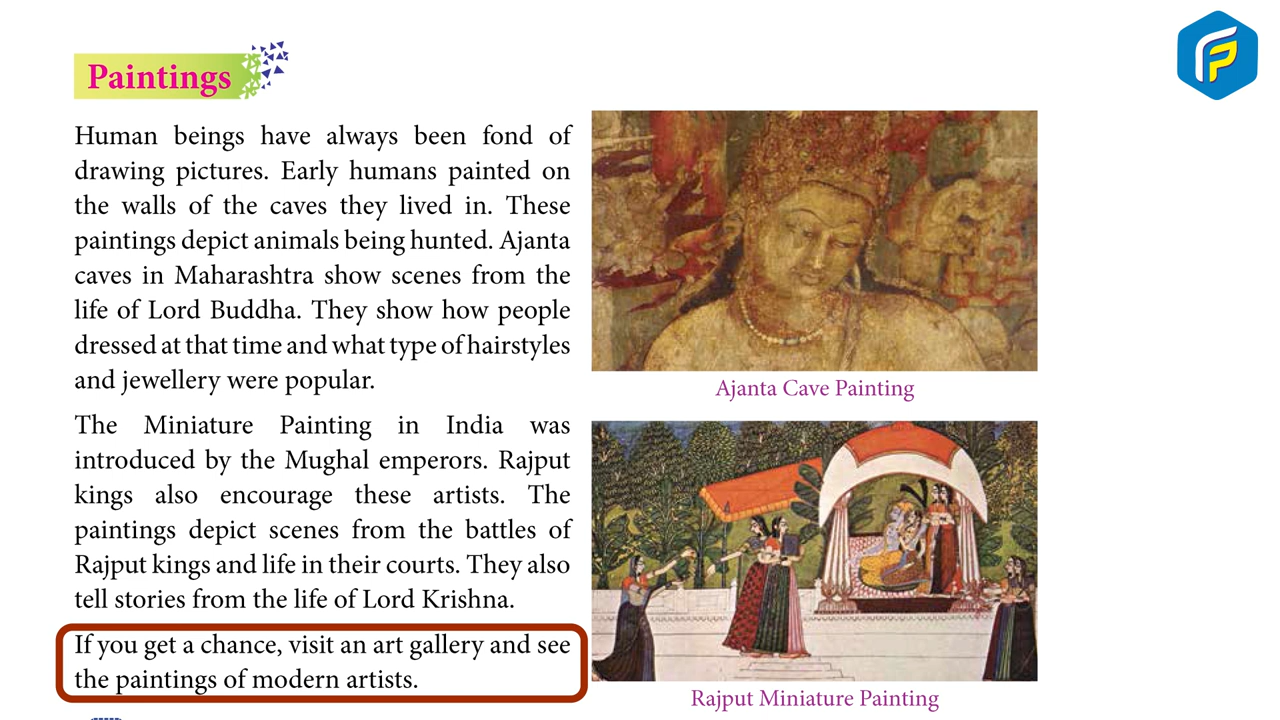 Paintings
Human beings have always been fond of
drawing pictures. Early humans painted on
the walls of the caves they lived in. These
paintings depict animals being hunted. Ajanta
caves in Maharashtra show scenes from the
life of Lord Buddha. They show how people
dressed at that time and what type of hairstyles
and jewellery were popular.
The Miniature Painting in India was
introduced by the Mughal emperors. Rajput
kings also encourage these artists. The
paintings depict scenes from the battles of
Rajput kings and life in their courts. They also
tell stories from the life of Lord Krishna.
If you get a chance, visit an art gallery and see
the paintings of modern artists.
Ajanta Cave Painting
Rajput Miniature Painting